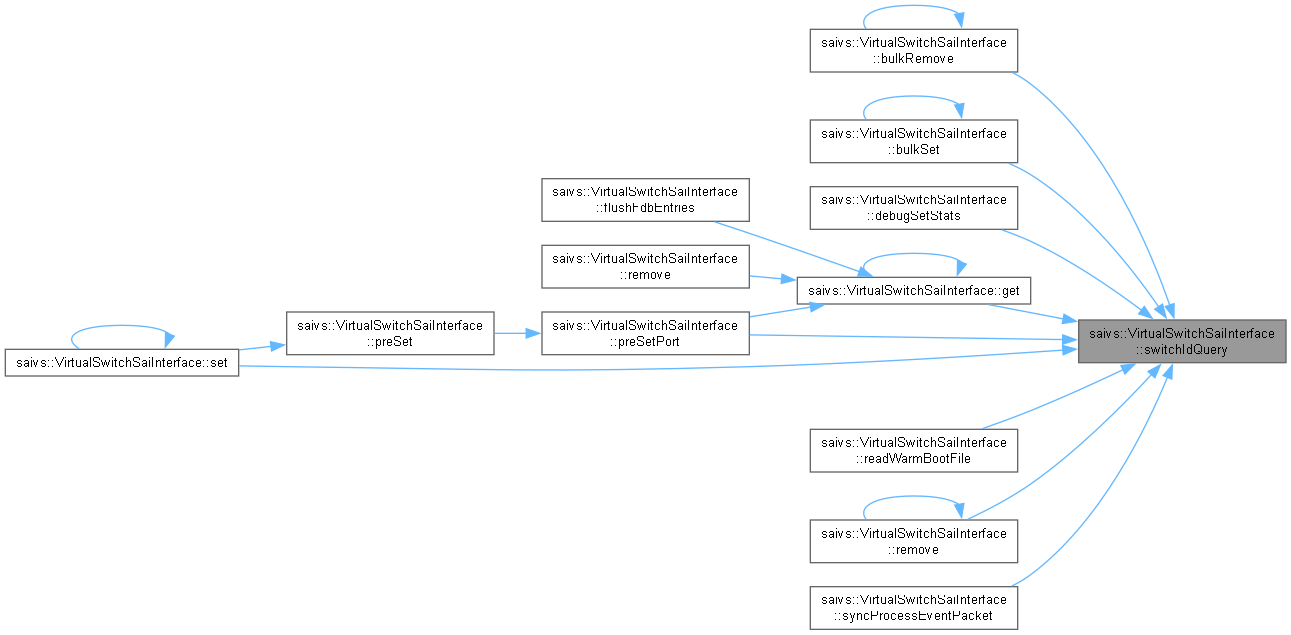 saivs::VirtualSwitchSaiInterface
::bulkRemove
saivs::VirtualSwitchSaiInterface
::bulkSet
saivs::VirtualSwitchSaiInterface
::debugSetStats
saivs::VirtualSwitchSaiInterface
::flushFdbEntries
saivs::VirtualSwitchSaiInterface
::remove
saivs::VirtualSwitchSaiInterface::get
saivs::VirtualSwitchSaiInterface
::preSetPort
saivs::VirtualSwitchSaiInterface
::preSet
saivs::VirtualSwitchSaiInterface::set
saivs::VirtualSwitchSaiInterface
::switchIdQuery
saivs::VirtualSwitchSaiInterface
::readWarmBootFile
saivs::VirtualSwitchSaiInterface
::remove
saivs::VirtualSwitchSaiInterface
::syncProcessEventPacket